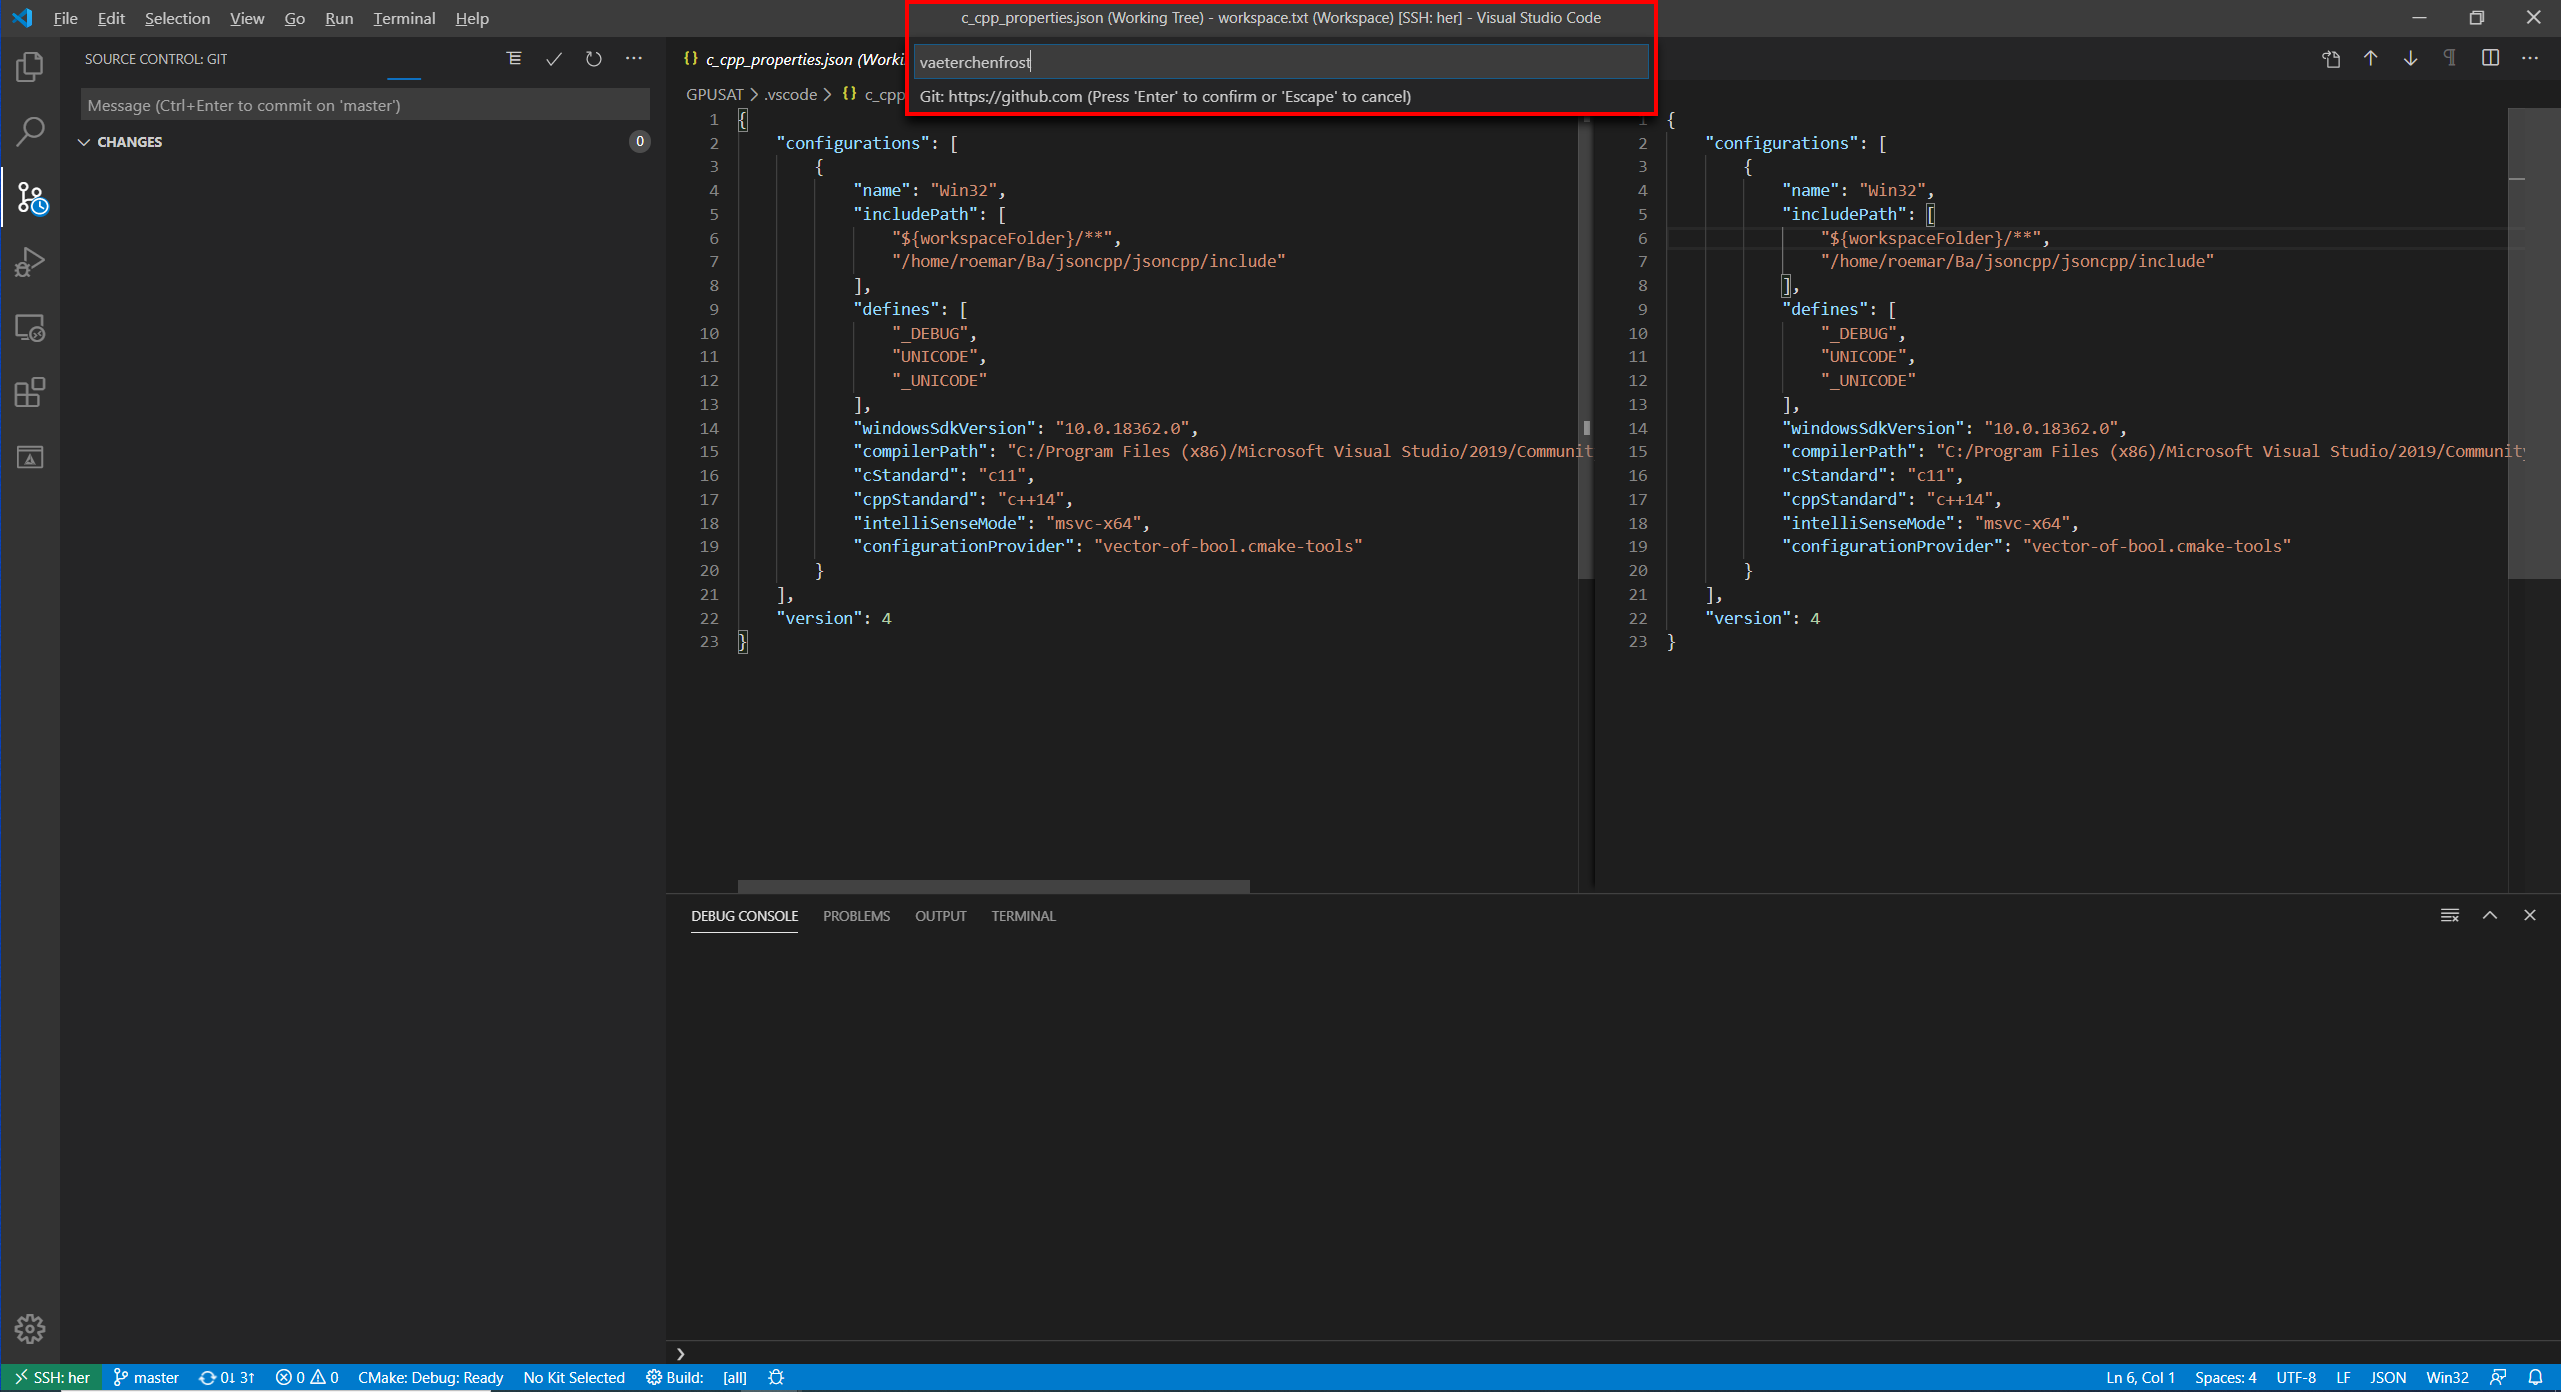 File Edit Selection View Go Run Terminal Help
c_cpp_properties.json (Working Tree) - workspace.txt (Workspace) [SSH: her] - Visual Studio Code
SOURCE CONTROL: GIT
Message (Ctrl+Enter to commit on 'master')
CHANGES 0
{} c_cpp_properties.json (Worki
vaeterchenfrost
Git: https://github.com (Press 'Enter' to confirm or 'Escape' to cancel)
GPUSAT > .vscode > {} c_cpp
1 {
2 "configurations": [
3 {
4 "name": "Win32",
5 "includePath": [
6 "${workspaceFolder}/**",
7 "/home/roemar/Ba/jsoncpp/jsoncpp/include"
8 ],
9 "defines": [
10 "_DEBUG",
11 "UNICODE",
12 "_UNICODE"
13 ],
14 "windowsSdkVersion": "10.0.18362.0",
15 "compilerPath": "C:/Program Files (x86)/Microsoft Visual Studio/2019/Communit
16 "cStandard": "c11",
17 "cppStandard": "c++14",
18 "intelliSenseMode": "msvc-x64",
19 "configurationProvider": "vector-of-bool.cmake-tools"
20 }
21 ],
22 "version": 4
23 }
1 {
2 "configurations": [
3 {
4 "name": "Win32",
5 "includePath": [
6 "${workspaceFolder}/**",
7 "/home/roemar/Ba/jsoncpp/jsoncpp/include"
8 ],
9 "defines": [
10 "_DEBUG",
11 "UNICODE",
12 "_UNICODE"
13 ],
14 "windowsSdkVersion": "10.0.18362.0",
15 "compilerPath": "C:/Program Files (x86)/Microsoft Visual Studio/2019/Community
16 "cStandard": "c11",
17 "cppStandard": "c++14",
18 "intelliSenseMode": "msvc-x64",
19 "configurationProvider": "vector-of-bool.cmake-tools"
20 }
21 ],
22 "version": 4
23 }
DEBUG CONSOLE PROBLEMS OUTPUT TERMINAL
SSH: her master 0↓ 3↑ 0 0 CMake: Debug: Ready No Kit Selected Build: [all] Ln 6, Col 1 Spaces: 4 UTF-8 LF JSON Win32